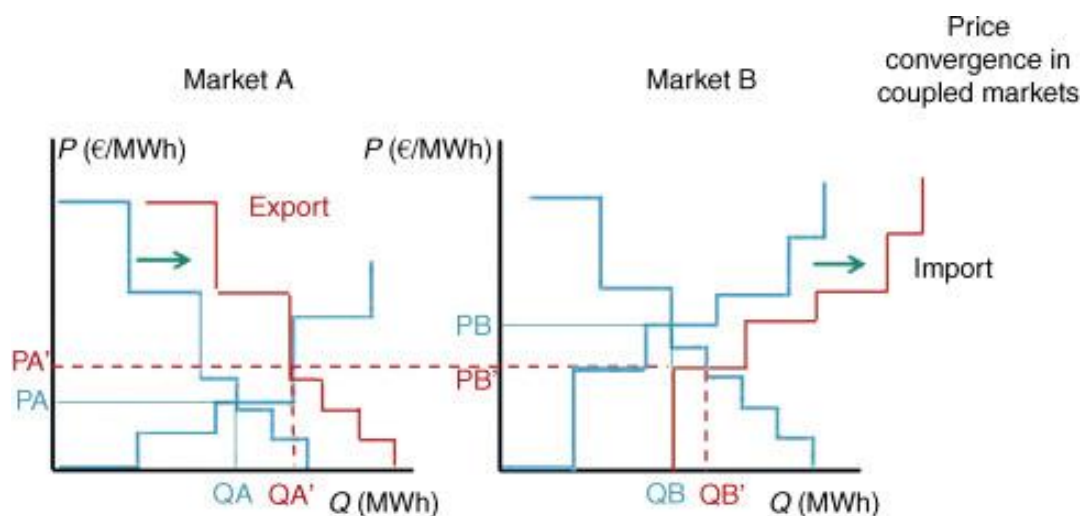 Price
convergence in
coupled markets
Market A
Market B
P (€/MWh)
P (€/MWh)
Export
Import
PA'
PA
PB
PB'
QA
QA'
Q (MWh)
QB
QB'
Q (MWh)